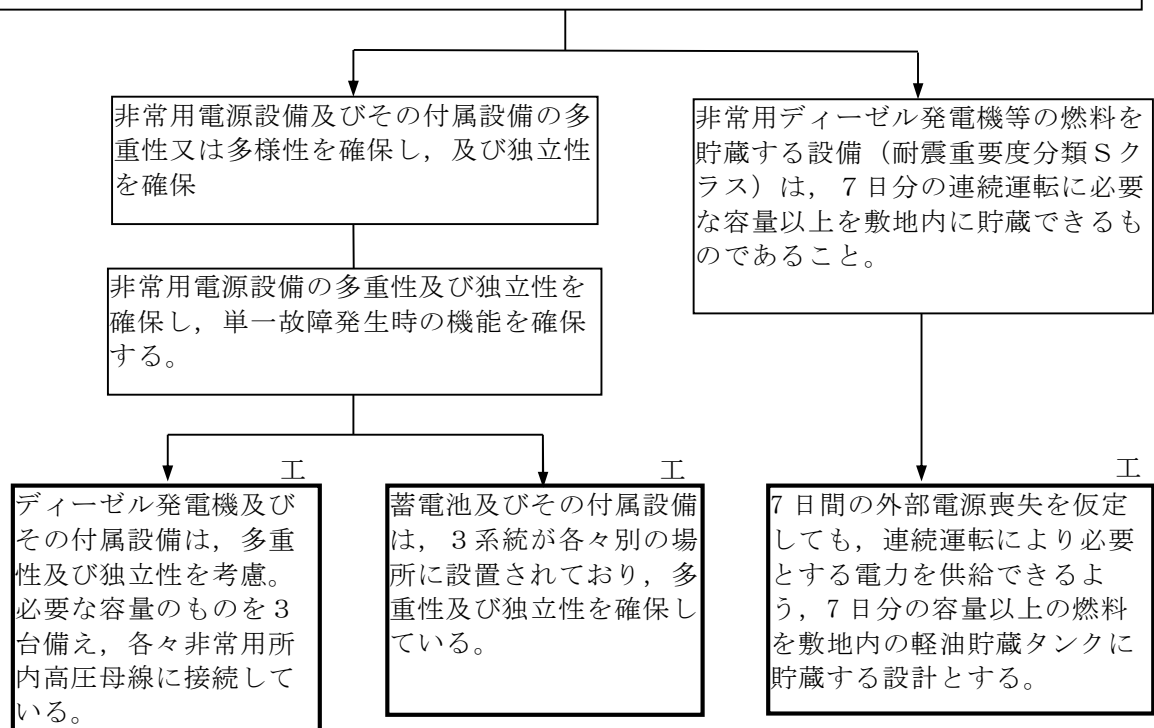 非常用電源設備及びその付属設備の多
重性又は多様性を確保し，及び独立性
を確保
非常用ディーゼル発電機等の燃料を
貯蔵する設備（耐震重要度分類Ｓク
ラス）は，７日分の連続運転に必要
な容量以上を敷地内に貯蔵できるも
のであること。
非常用電源設備の多重性及び独立性を
確保し，単一故障発生時の機能を確保
する。
工
ディーゼル発電機及び
その付属設備は，多重
性及び独立性を考慮。
必要な容量のものを３
台備え，各々非常用所
内高圧母線に接続して
いる。
工
蓄電池及びその付属設備
は，３系統が各々別の場
所に設置されており，多
重性及び独立性を確保し
ている。
工
7 日間の外部電源喪失を仮定
しても，連続運転により必要
とする電力を供給できるよ
う，７日分の容量以上の燃料
を敷地内の軽油貯蔵タンクに
貯蔵する設計とする。